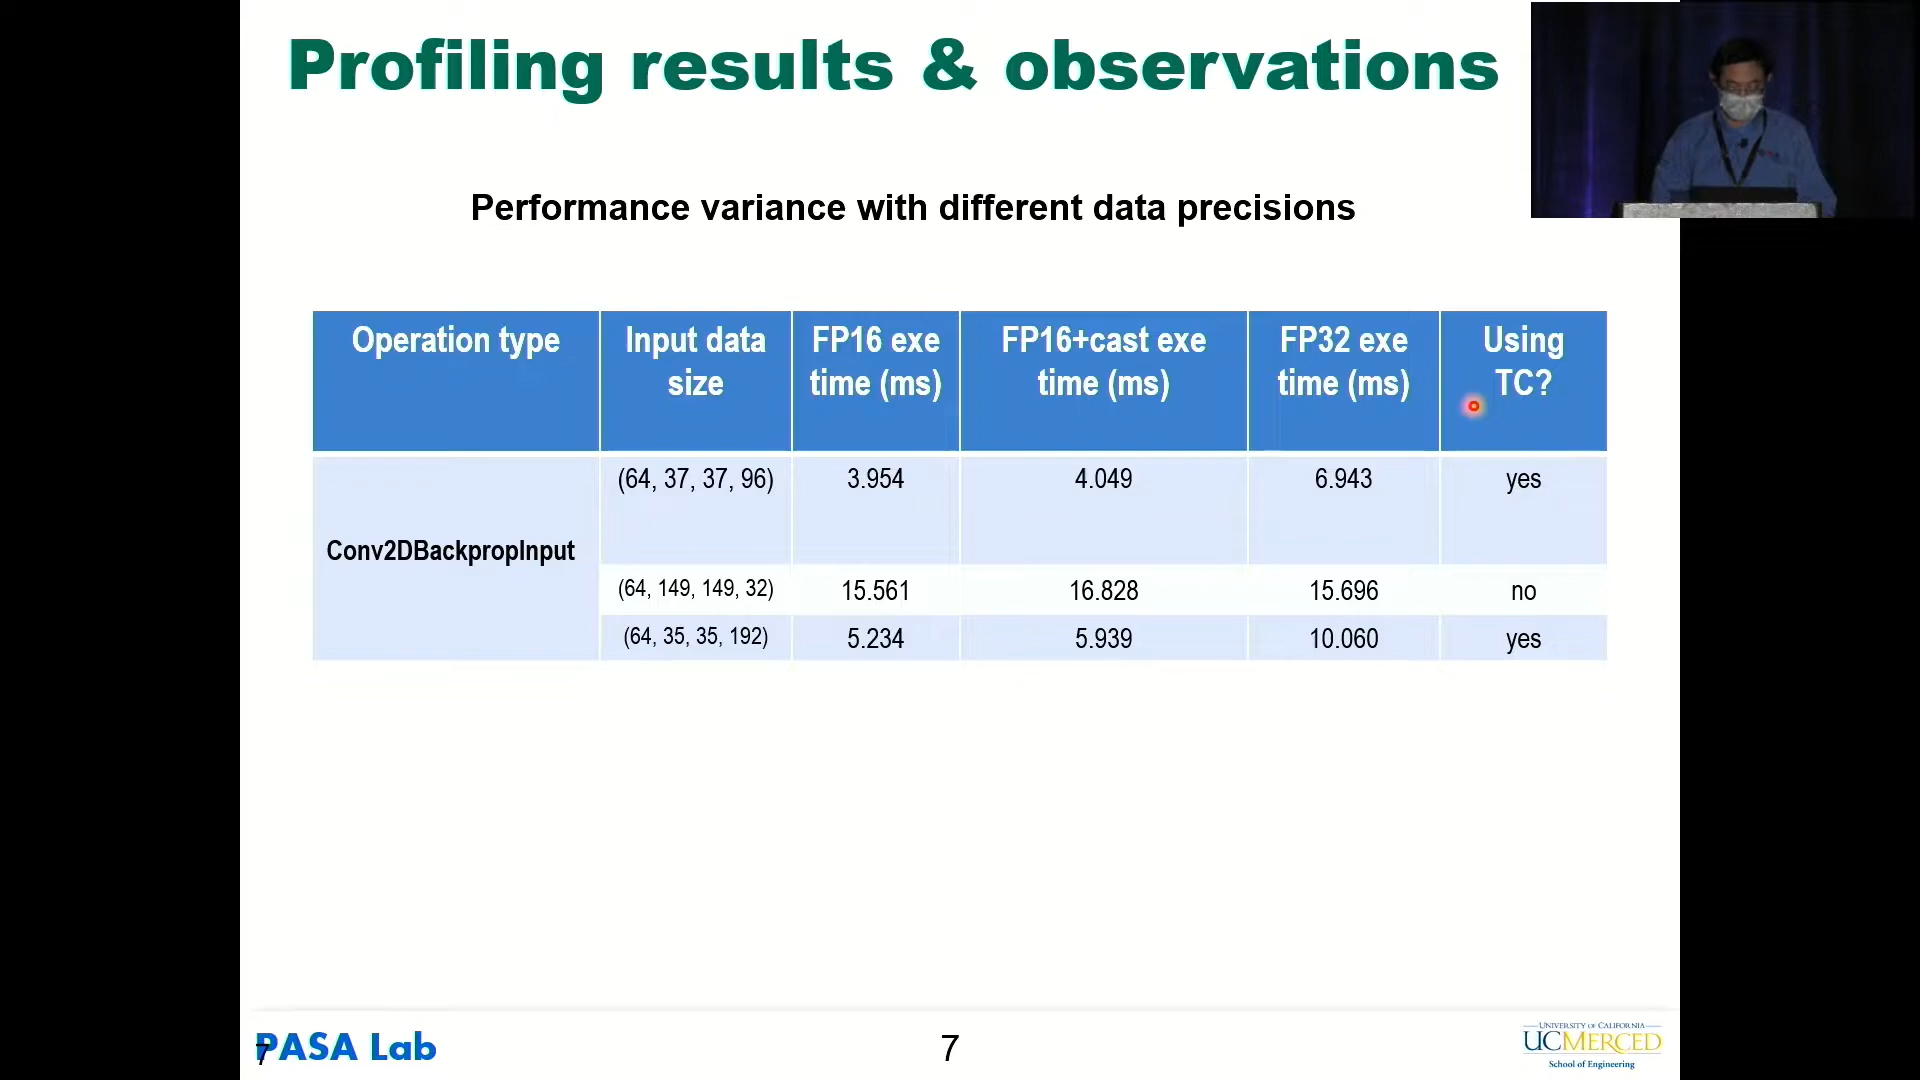 Profiling results & observations
Performance variance with different data precisions
Operation type
Input data
size
FP16 exe
time (ms)
FP16+cast exe
time (ms)
FP32 exe
time (ms)
Using
TC?
Conv2DBackpropInput
(64, 37, 37, 96)
3.954
4.049
6.943
yes
(64, 149, 149, 32)
15.561
16.828
15.696
no
(64, 35, 35, 192)
5.234
5.939
10.060
yes
PASA Lab
7
7
UNIVERSITY OF CALIFORNIA
UCMERCED
School of Engineering